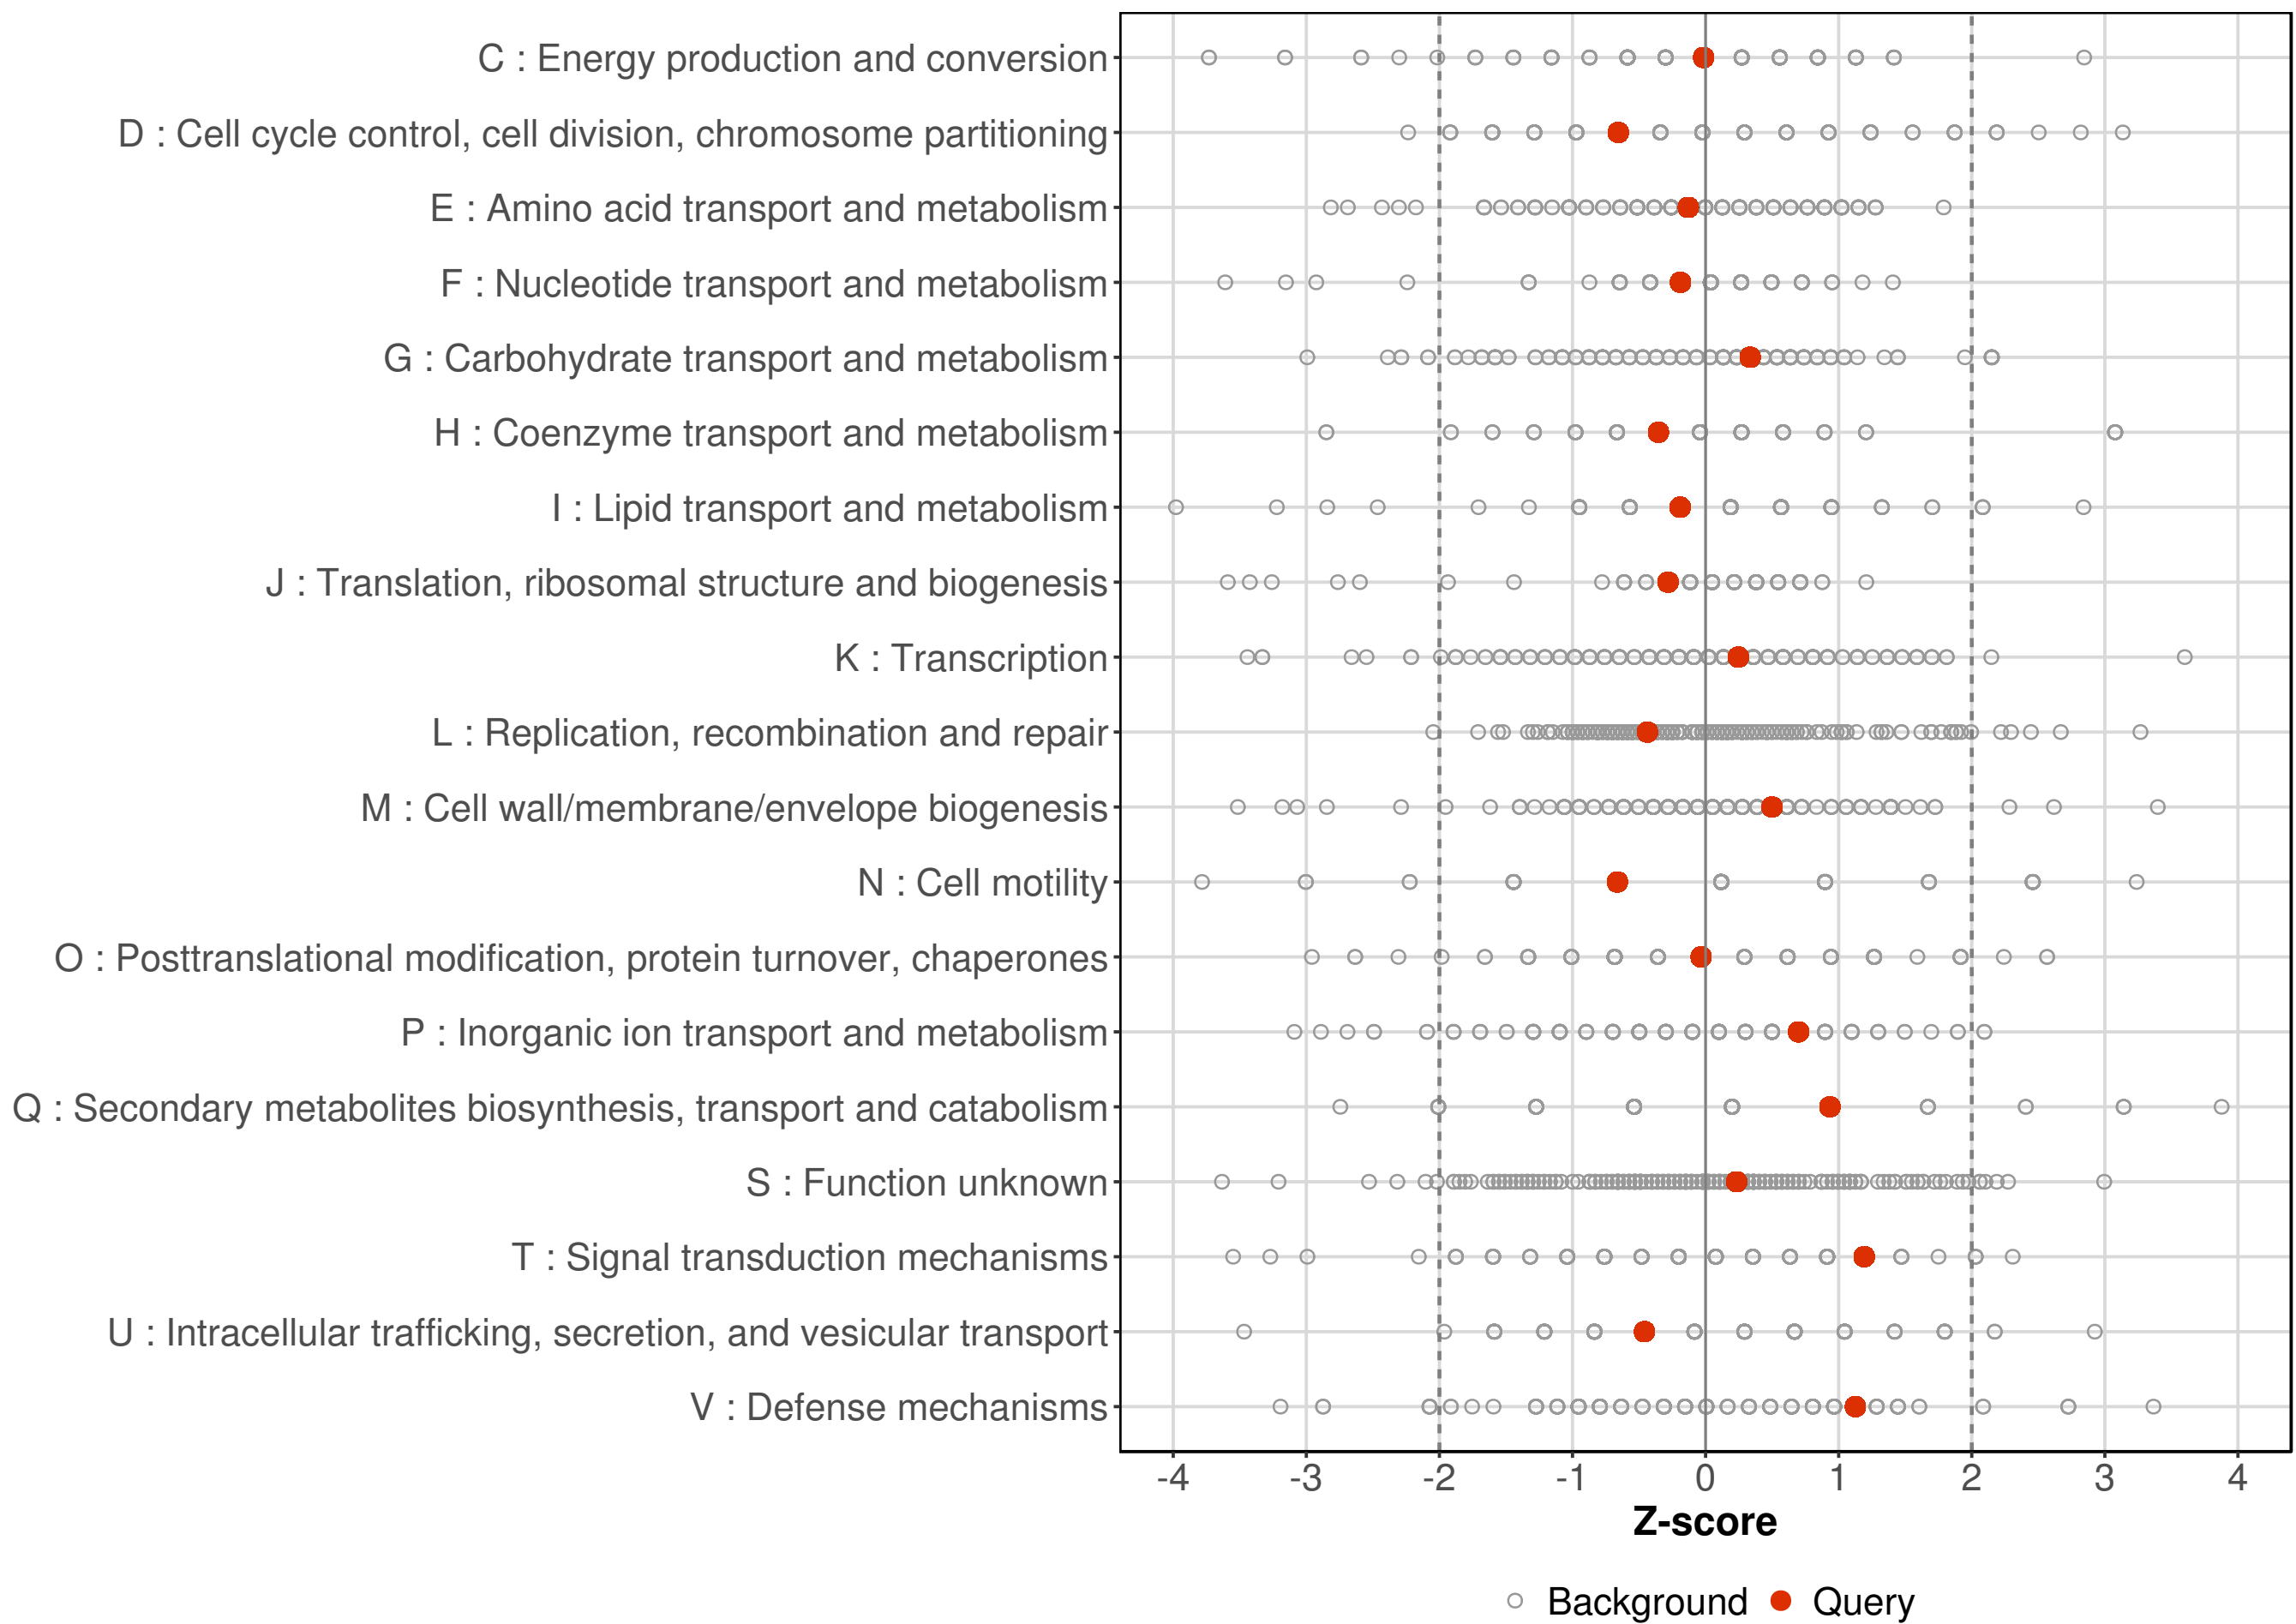 C : Energy production and conversion
D : Cell cycle control, cell division, chromosome partitioning
E : Amino acid transport and metabolism
F : Nucleotide transport and metabolism
G : Carbohydrate transport and metabolism
H : Coenzyme transport and metabolism
I : Lipid transport and metabolism
J : Translation, ribosomal structure and biogenesis
K : Transcription
L : Replication, recombination and repair
M : Cell wall/membrane/envelope biogenesis
N : Cell motility
O : Posttranslational modification, protein turnover, chaperones
P : Inorganic ion transport and metabolism
Q : Secondary metabolites biosynthesis, transport and catabolism
S : Function unknown
T : Signal transduction mechanisms
U : Intracellular trafficking, secretion, and vesicular transport
V : Defense mechanisms
-4 -3 -2 -1 0 1 2 3 4
Z-score
Background Query